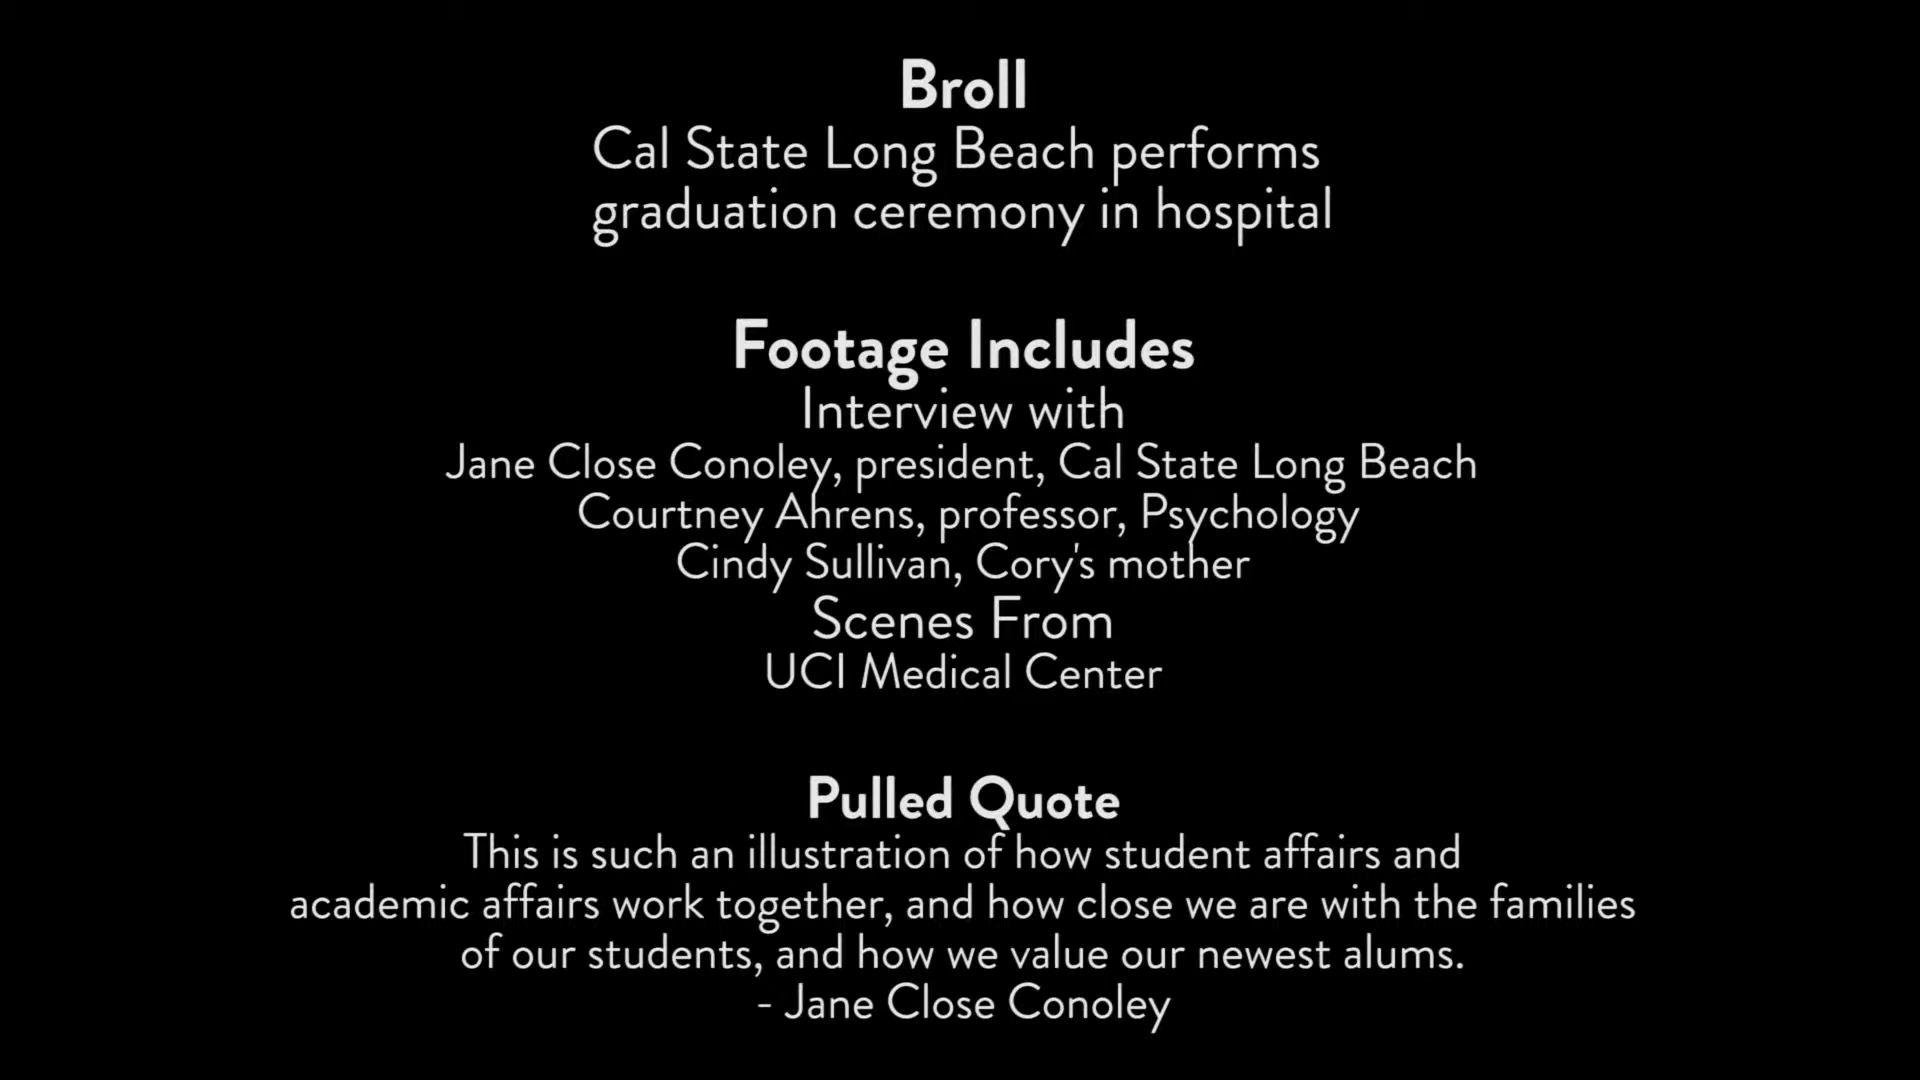 Broll
Cal State Long Beach performs
graduation ceremony in hospital
Footage Includes
Interview with
Jane Close Conoley, president, Cal State Long Beach
Courtney Ahrens, professor, Psychology
Cindy Sullivan, Cory's mother
Scenes From
UCI Medical Center
Pulled Quote
This is such an illustration of how student affairs and
academic affairs work together, and how close we are with the families
of our students, and how we value our newest alums.
- Jane Close Conoley